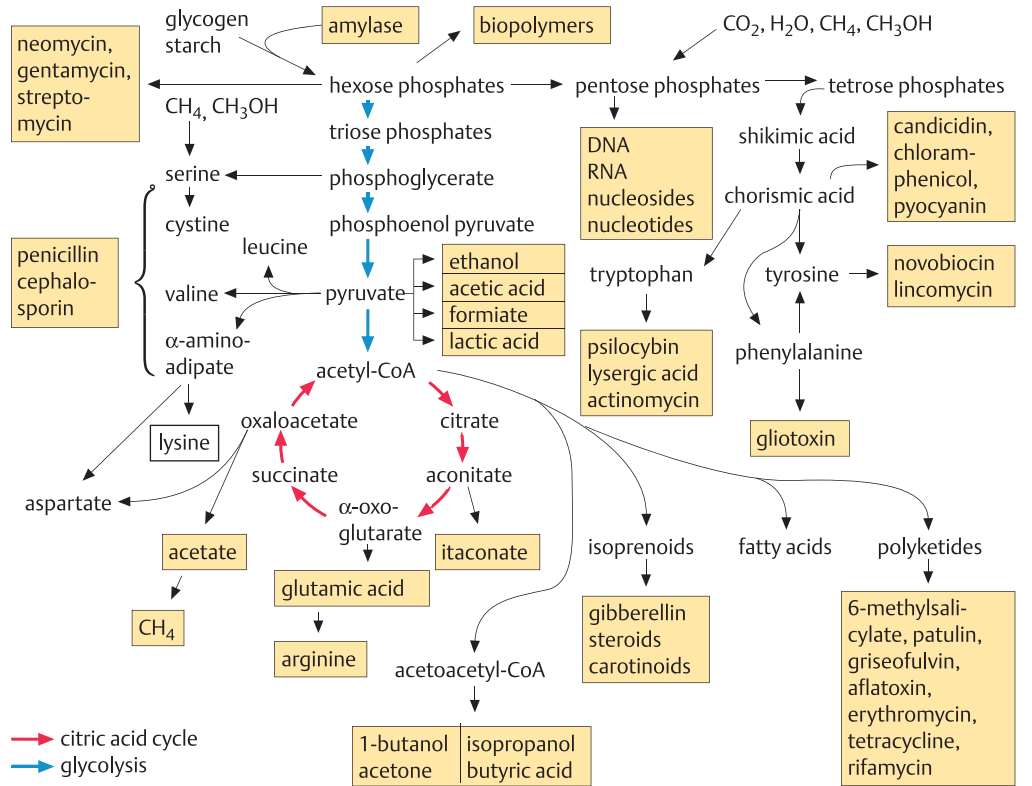 glycogen
starch
amylase
biopolymers
CO2, H2O, CH4, CH3OH
neomycin,
gentamycin,
strepto-
mycin
hexose phosphates
pentose phosphates
tetrose phosphates
CH4, CH3OH
triose phosphates
DNA
RNA
nucleosides
nucleotides
shikimic acid
candicidin,
chloram-
phenicol,
pyocyanin
serine
phosphoglycerate
chorismic acid
cystine
phosphoenol pyruvate
penicillin
cephalo-
sporin
leucine
valine
pyruvate
ethanol
acetic acid
formiate
lactic acid
tryptophan
tyrosine
novobiocin
lincomycin
α-amino-
adipate
psilocybin
lysergic acid
actinomycin
phenylalanine
acetyl-CoA
lysine
oxaloacetate
citrate
gliotoxin
aspartate
succinate
aconitate
α-oxo-
glutarate
acetate
itaconate
isoprenoids
fatty acids
polyketides
CH4
glutamic acid
arginine
gibberellin
steroids
carotinoids
6-methylsali-
cylate, patulin,
griseofulvin,
aflatoxin,
erythromycin,
tetracycline,
rifamycin
acetoacetyl-CoA
1-butanol
acetone
isopropanol
butyric acid
citric acid cycle
glycolysis